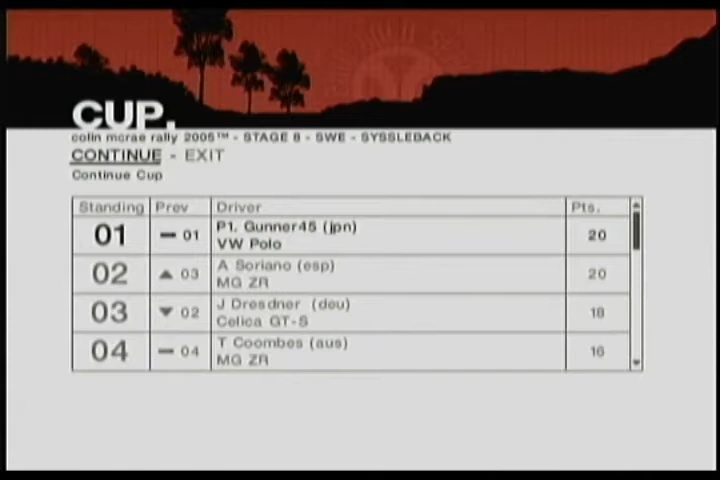 CUP.
colin mcrae rally 2005™ - STAGE 8 - SWE - SYSSLEBACK
CONTINUE - EXIT
Continue Cup
Standing Prev Driver Pts.
01 01 P1. Gunner45 (jpn) 20
VW Polo
02 03 A Soriano (esp) 20
MG ZR
03 02 J Dresdner (deu) 18
Celica GT-S
04 04 T Coombes (aus) 16
MG ZR